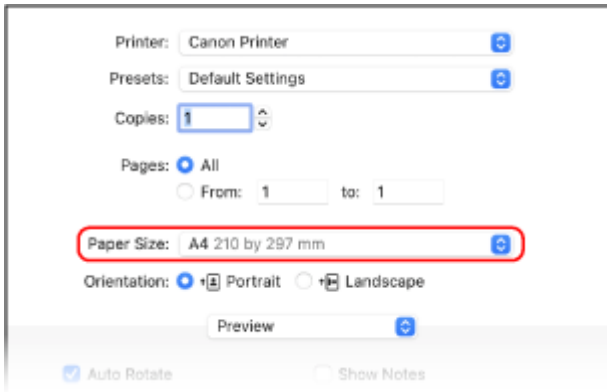 Printer: Canon Printer
Presets: Default Settings
Copies: 1
Pages: All
From: 1 to: 1
Paper Size: A4 210 by 297 mm
Orientation: Portrait Landscape
Preview
Auto Rotate Show Notes